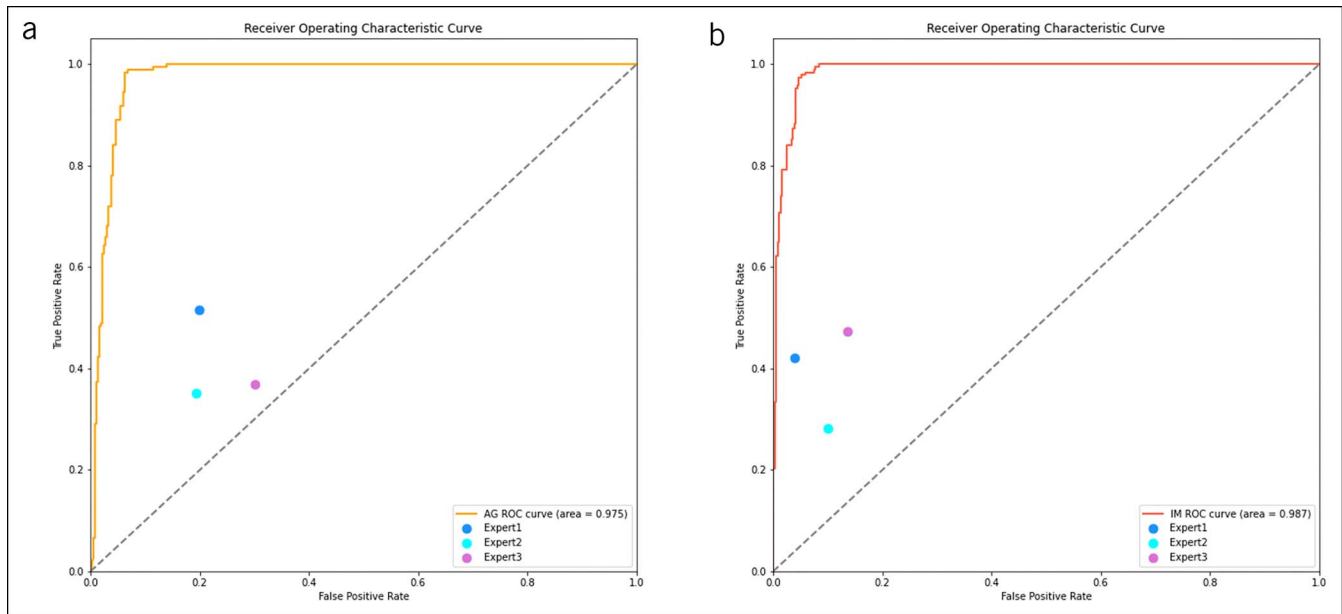 a
Receiver Operating Characteristic Curve
True Positive Rate
1.0
0.8
0.6
0.4
0.2
0.0
0.0 0.2 0.4 0.6 0.8 1.0
False Positive Rate
AG ROC curve (area = 0.975)
Expert1
Expert2
Expert3
b
Receiver Operating Characteristic Curve
True Positive Rate
1.0
0.8
0.6
0.4
0.2
0.0
0.0 0.2 0.4 0.6 0.8 1.0
False Positive Rate
IM ROC curve (area = 0.987)
Expert1
Expert2
Expert3